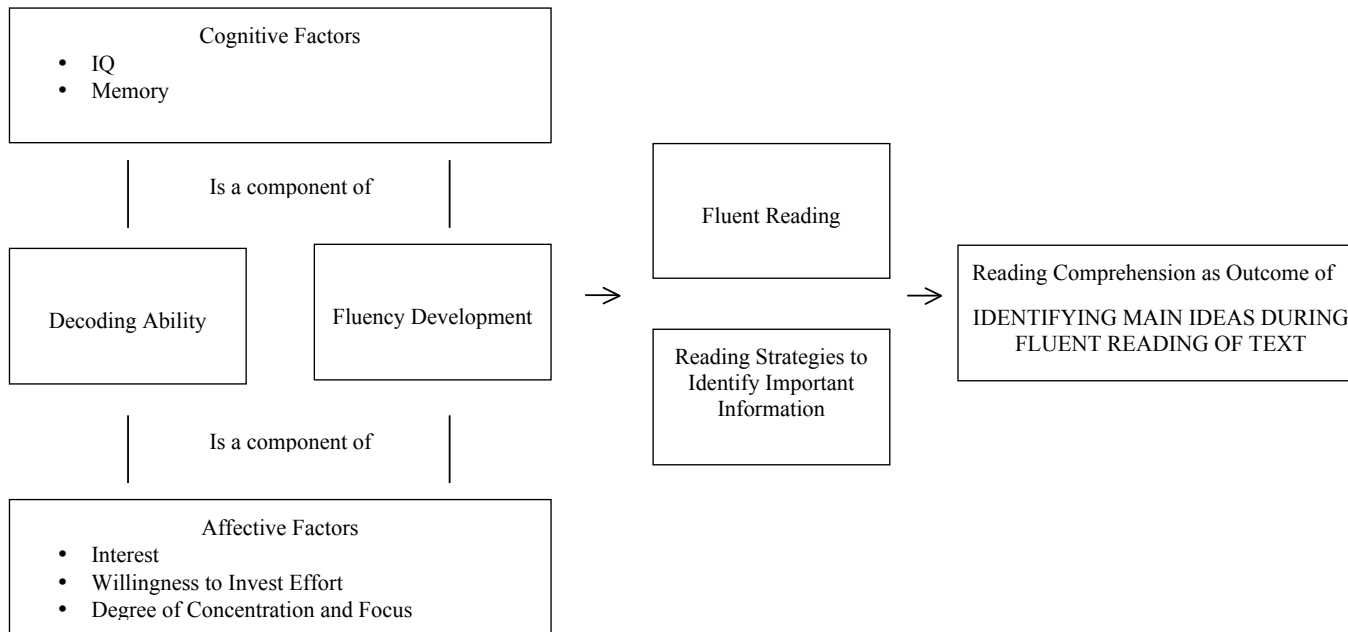 Cognitive Factors
• IQ
• Memory
Is a component of
Decoding Ability
Fluency Development
Fluent Reading
Reading Strategies to
Identify Important
Information
Reading Comprehension as Outcome of
IDENTIFYING MAIN IDEAS DURING
FLUENT READING OF TEXT
Is a component of
Affective Factors
• Interest
• Willingness to Invest Effort
• Degree of Concentration and Focus